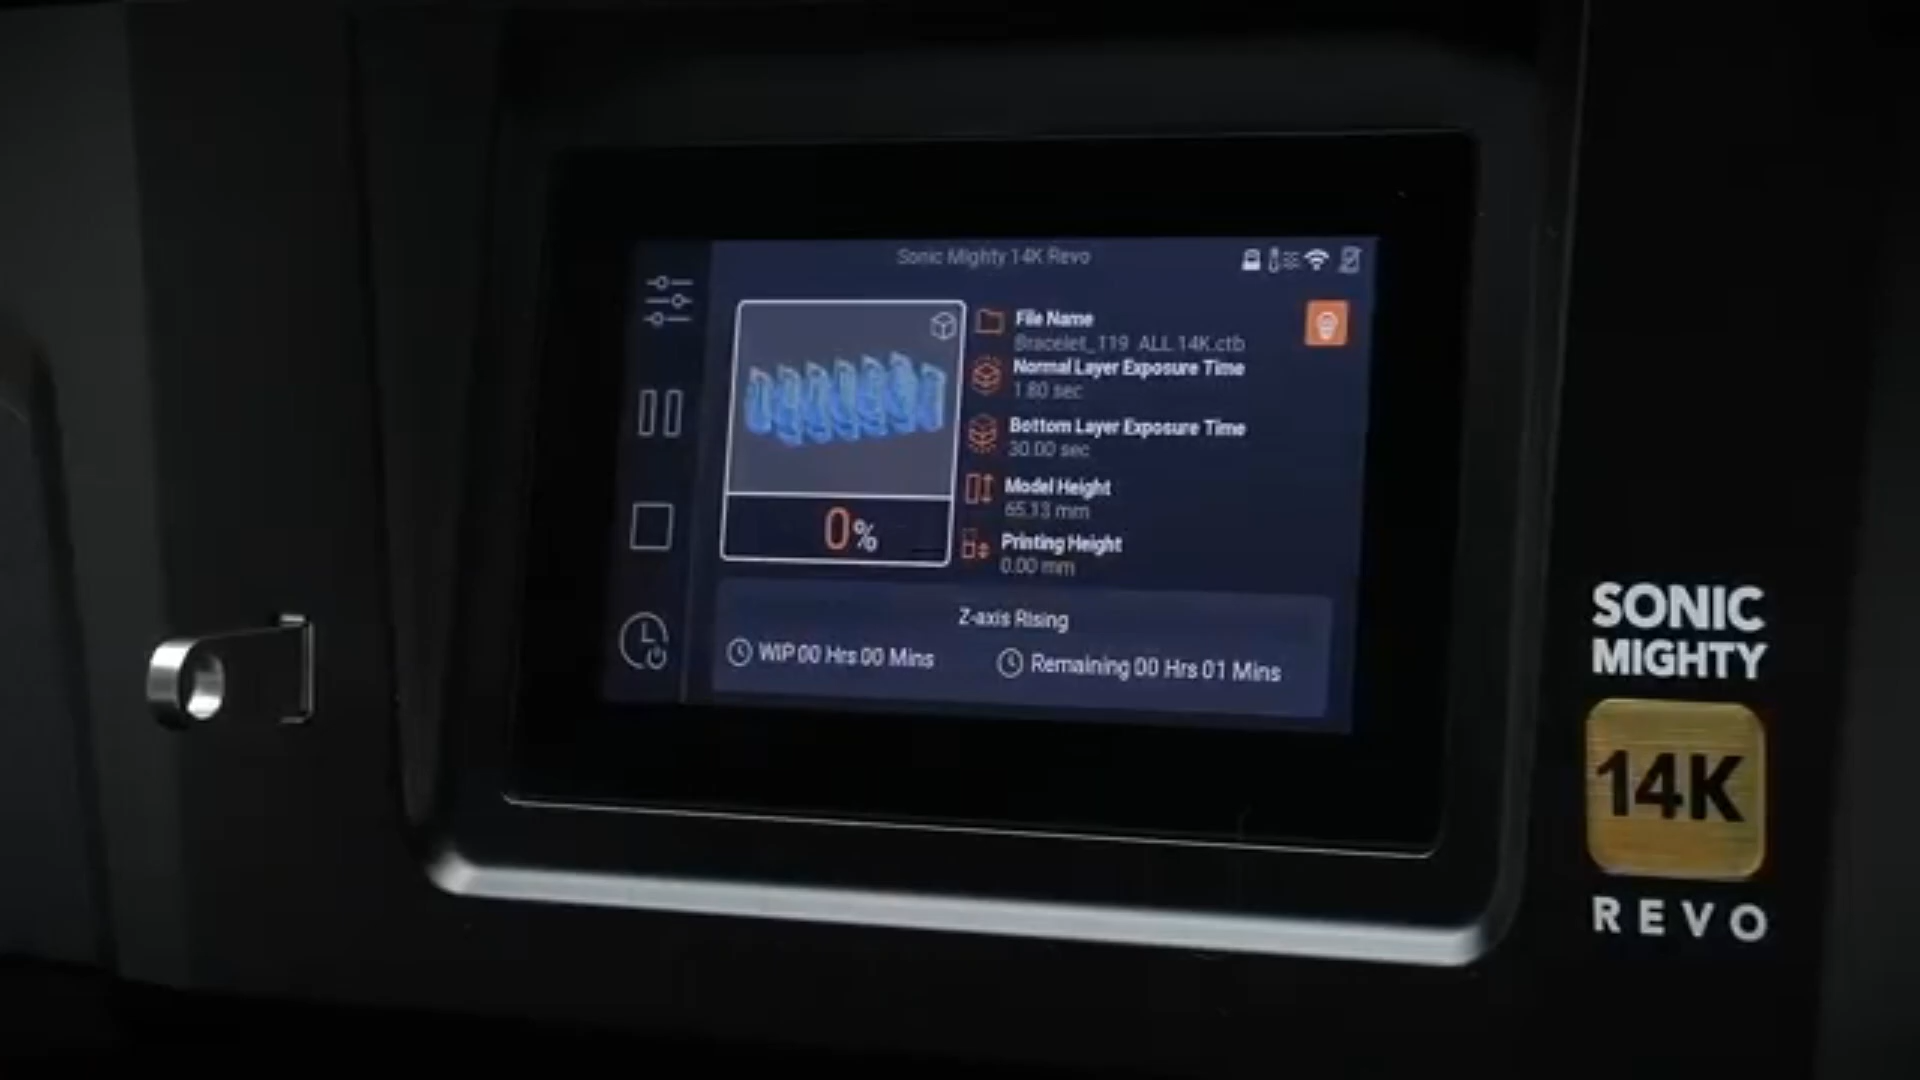 Sonic Mighty 14K Revo
File Name
Bracelet_119 ALL 14K.ctb
Normal Layer Exposure Time
1.80 sec
Bottom Layer Exposure Time
30.00 sec
Model Height
65.13 mm
Printing Height
0.00 mm
0%
Z-axis Rising
WIP 00 Hrs 00 Mins
Remaining 00 Hrs 01 Mins
SONIC
MIGHTY
14K
REVO